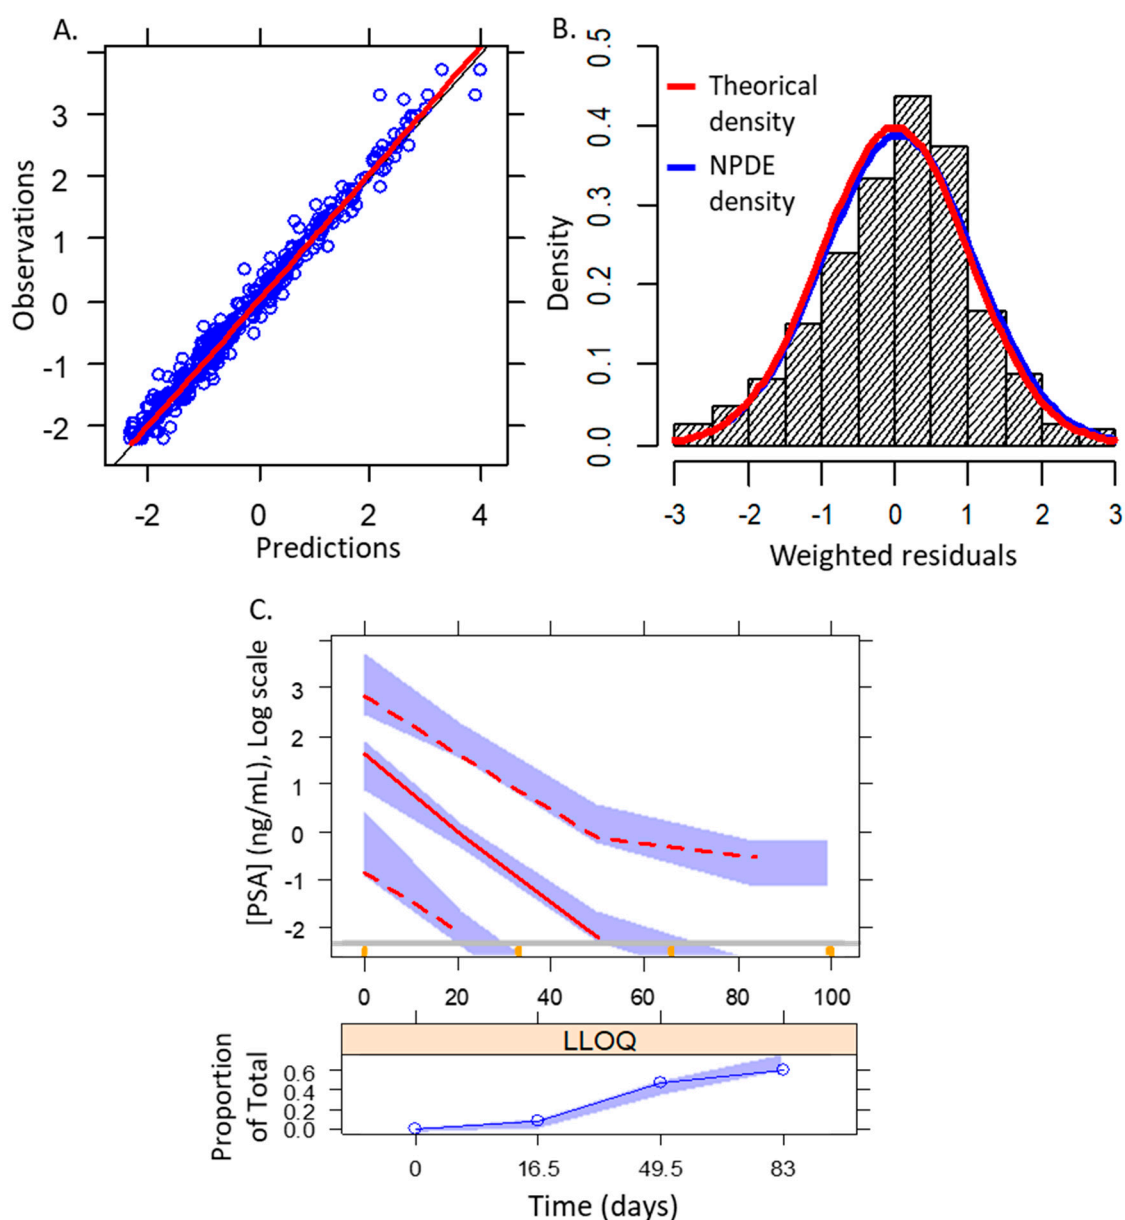 A.
Observations
3
2
1
0
-1
-2
-2 0 2 4
Predictions
B.
Density
0.5
0.4
0.3
0.2
0.1
0.0
Theorical
density
NPDE
density
-3 -2 -1 0 1 2 3
Weighted residuals
C.
[PSA] (ng/mL), Log scale
3
2
1
0
-1
-2
0 20 40 60 80 100
LLOQ
Proportion
of Total
0.6
0.4
0.2
0.0
0 16.5 49.5 83
Time (days)